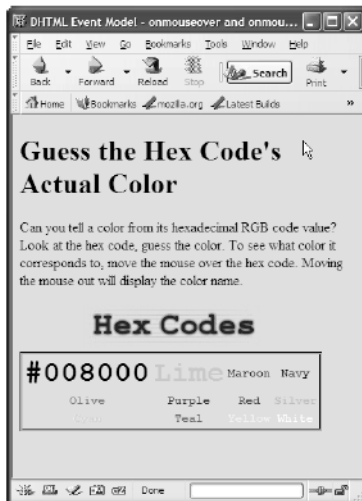 DHTML Event Model - onmouseover and onmou...
File Edit View Go Bookmarks Tools Window Help
Back Forward Reload Stop Search Print
Home Bookmarks mozilla.org Latest Builds »
Guess the Hex Code's
Actual Color
Can you tell a color from its hexadecimal RGB code value?
Look at the hex code, guess the color. To see what color it
corresponds to, move the mouse over the hex code. Moving
the mouse out will display the color name.
Hex Codes
#008000 Lime Maroon Navy
Olive Purple Red Silver
Teal Yellow White
Done